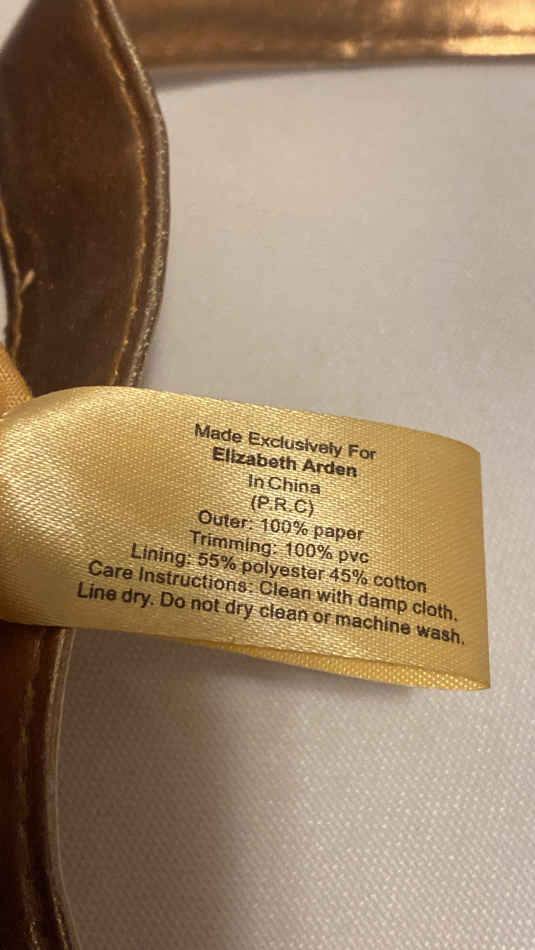 Made Exclusively For
Elizabeth Arden
In China
(P.R.C)
Outer: 100% paper
Trimming: 100% pvc
Lining: 55% polyester 45% cotton
Care Instructions: Clean with damp cloth.
Line dry. Do not dry clean or machine wash.